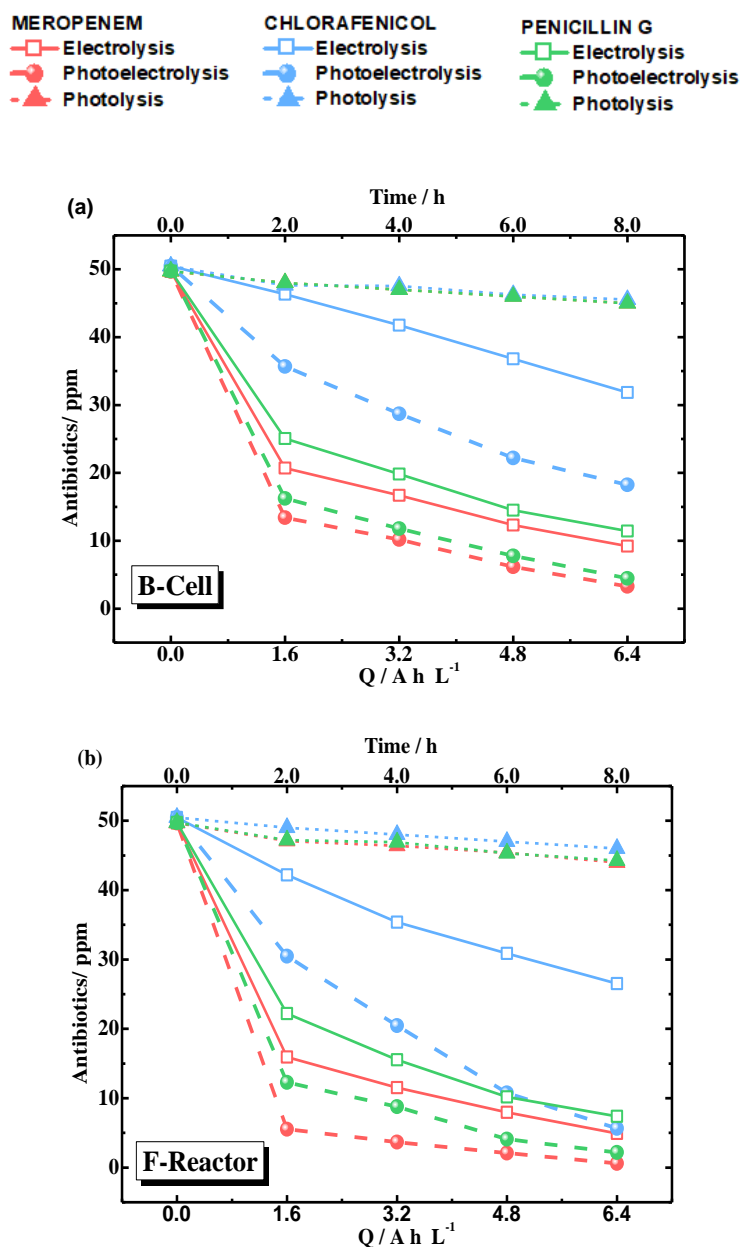 MEROPENEM
Electrolysis
Photoelectrolysis
Photolysis
CHLORAFENICOL
Electrolysis
Photoelectrolysis
Photolysis
PENICILLIN G
Electrolysis
Photoelectrolysis
Photolysis
(a)
Time / h
0.0 2.0 4.0 6.0 8.0
50
40
30
20
10
0
Antibiotics/ ppm
B-Cell
0.0 1.6 3.2 4.8 6.4
Q / A h L-1
(b)
Time / h
0.0 2.0 4.0 6.0 8.0
50
40
30
20
10
0
Antibiotics/ ppm
F-Reactor
0.0 1.6 3.2 4.8 6.4
Q / A h L-1